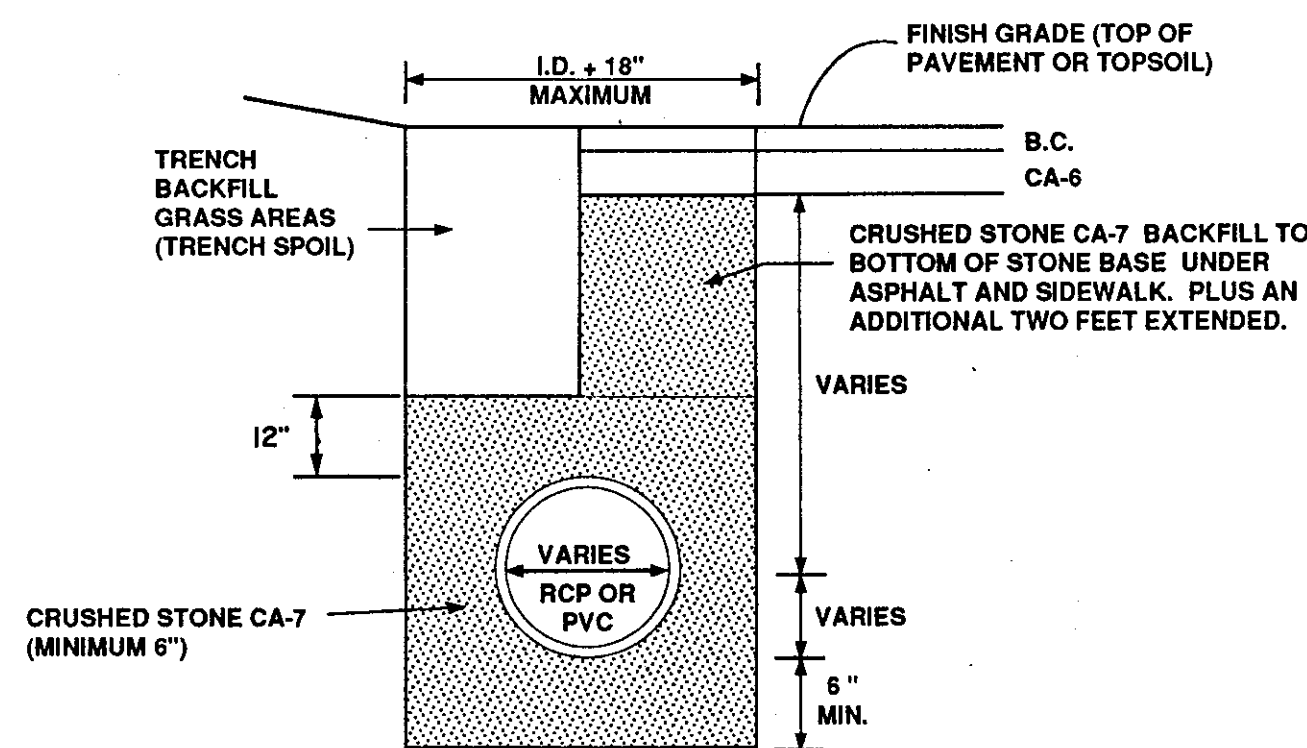 FINISH GRADE (TOP OF
PAVEMENT OR TOPSOIL)
I.D. + 18"
MAXIMUM
B.C.
CA-6
TRENCH
BACKFILL
GRASS AREAS
(TRENCH SPOIL)
CRUSHED STONE CA-7 BACKFILL TO
BOTTOM OF STONE BASE UNDER
ASPHALT AND SIDEWALK. PLUS AN
ADDITIONAL TWO FEET EXTENDED.
VARIES
12"
VARIES
RCP OR
PVC
CRUSHED STONE CA-7
(MINIMUM 6")
VARIES
6 "
MIN.